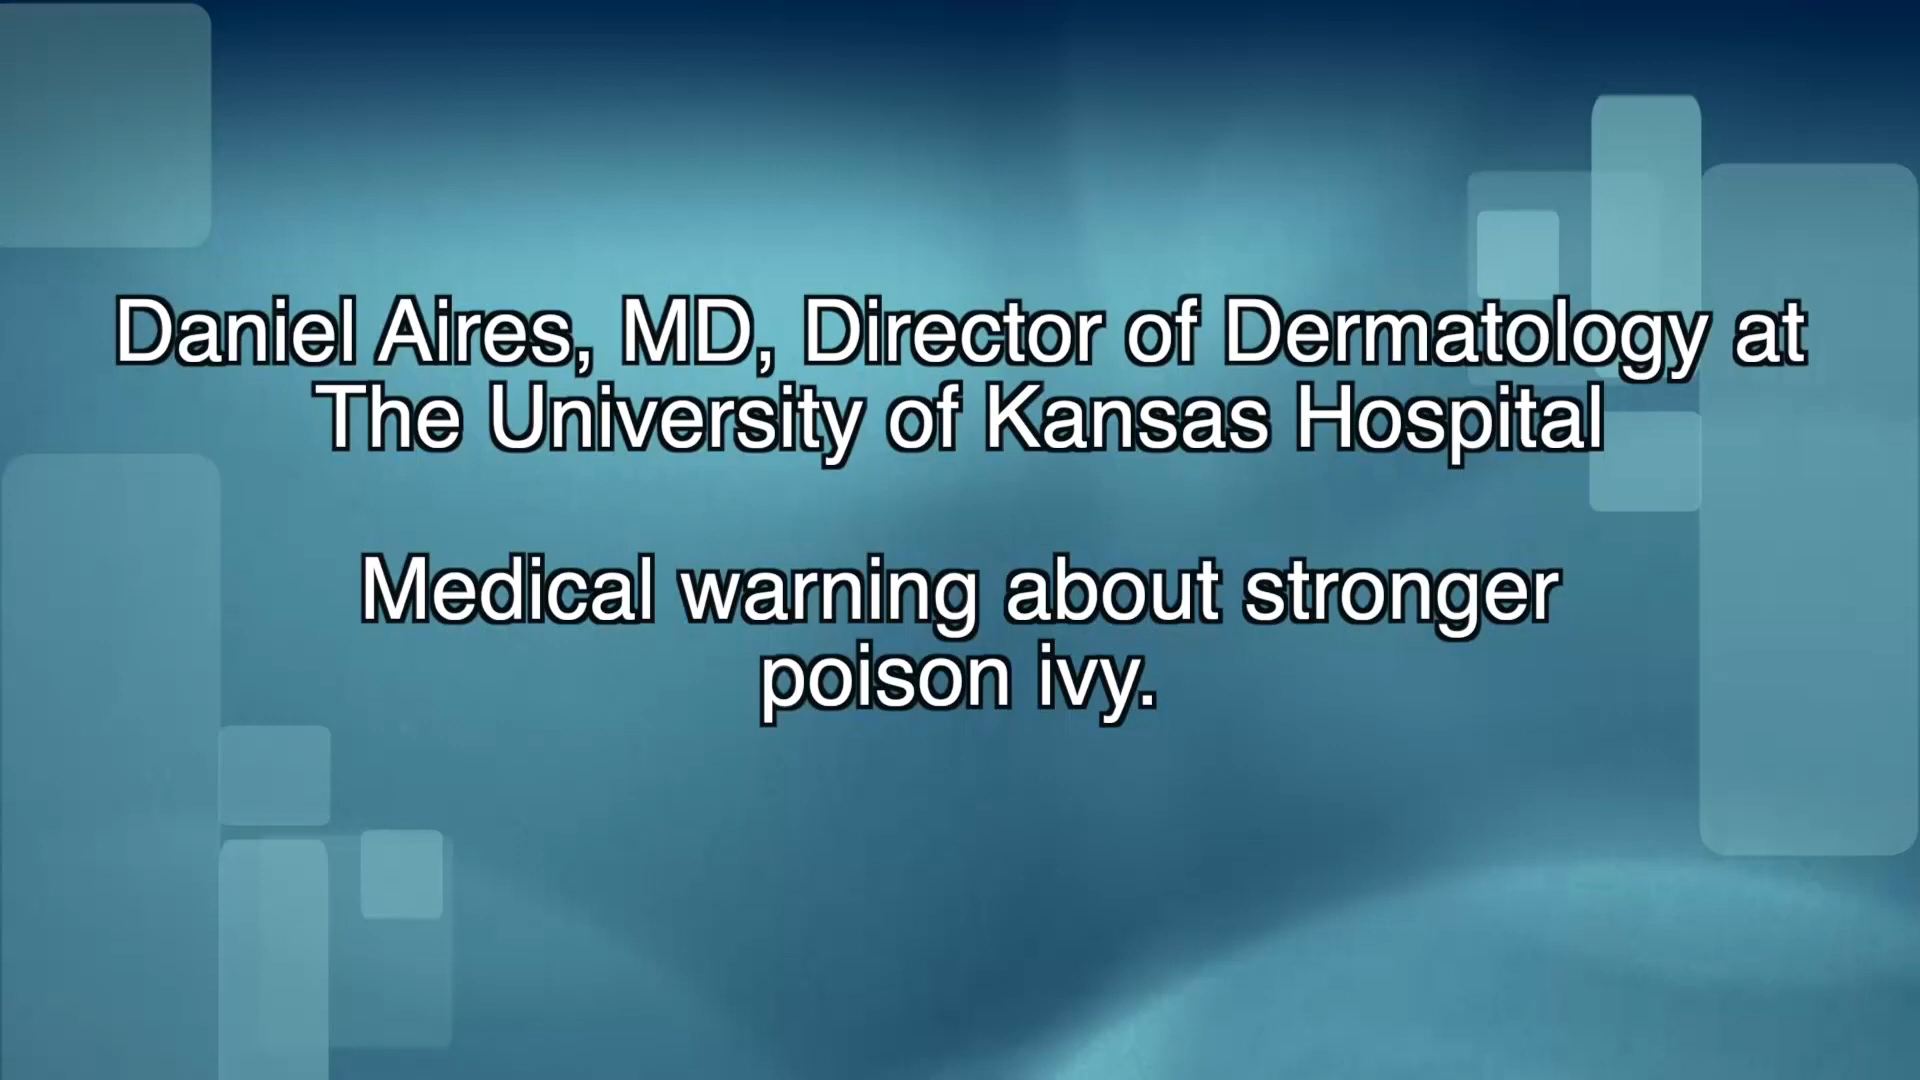 Daniel Aires, MD, Director of Dermatology at
The University of Kansas Hospital
Medical warning about stronger
poison ivy.